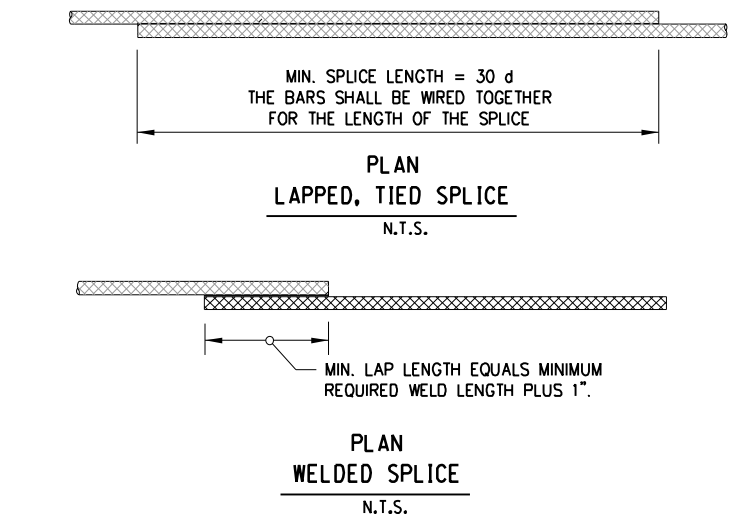 MIN. SPLICE LENGTH = 30 d
THE BARS SHALL BE WIRED TOGETHER
FOR THE LENGTH OF THE SPLICE
PLAN
LAPPED, TIED SPLICE
N.T.S.
MIN. LAP LENGTH EQUALS MINIMUM
REQUIRED WELD LENGTH PLUS 1".
PLAN
WELDED SPLICE
N.T.S.